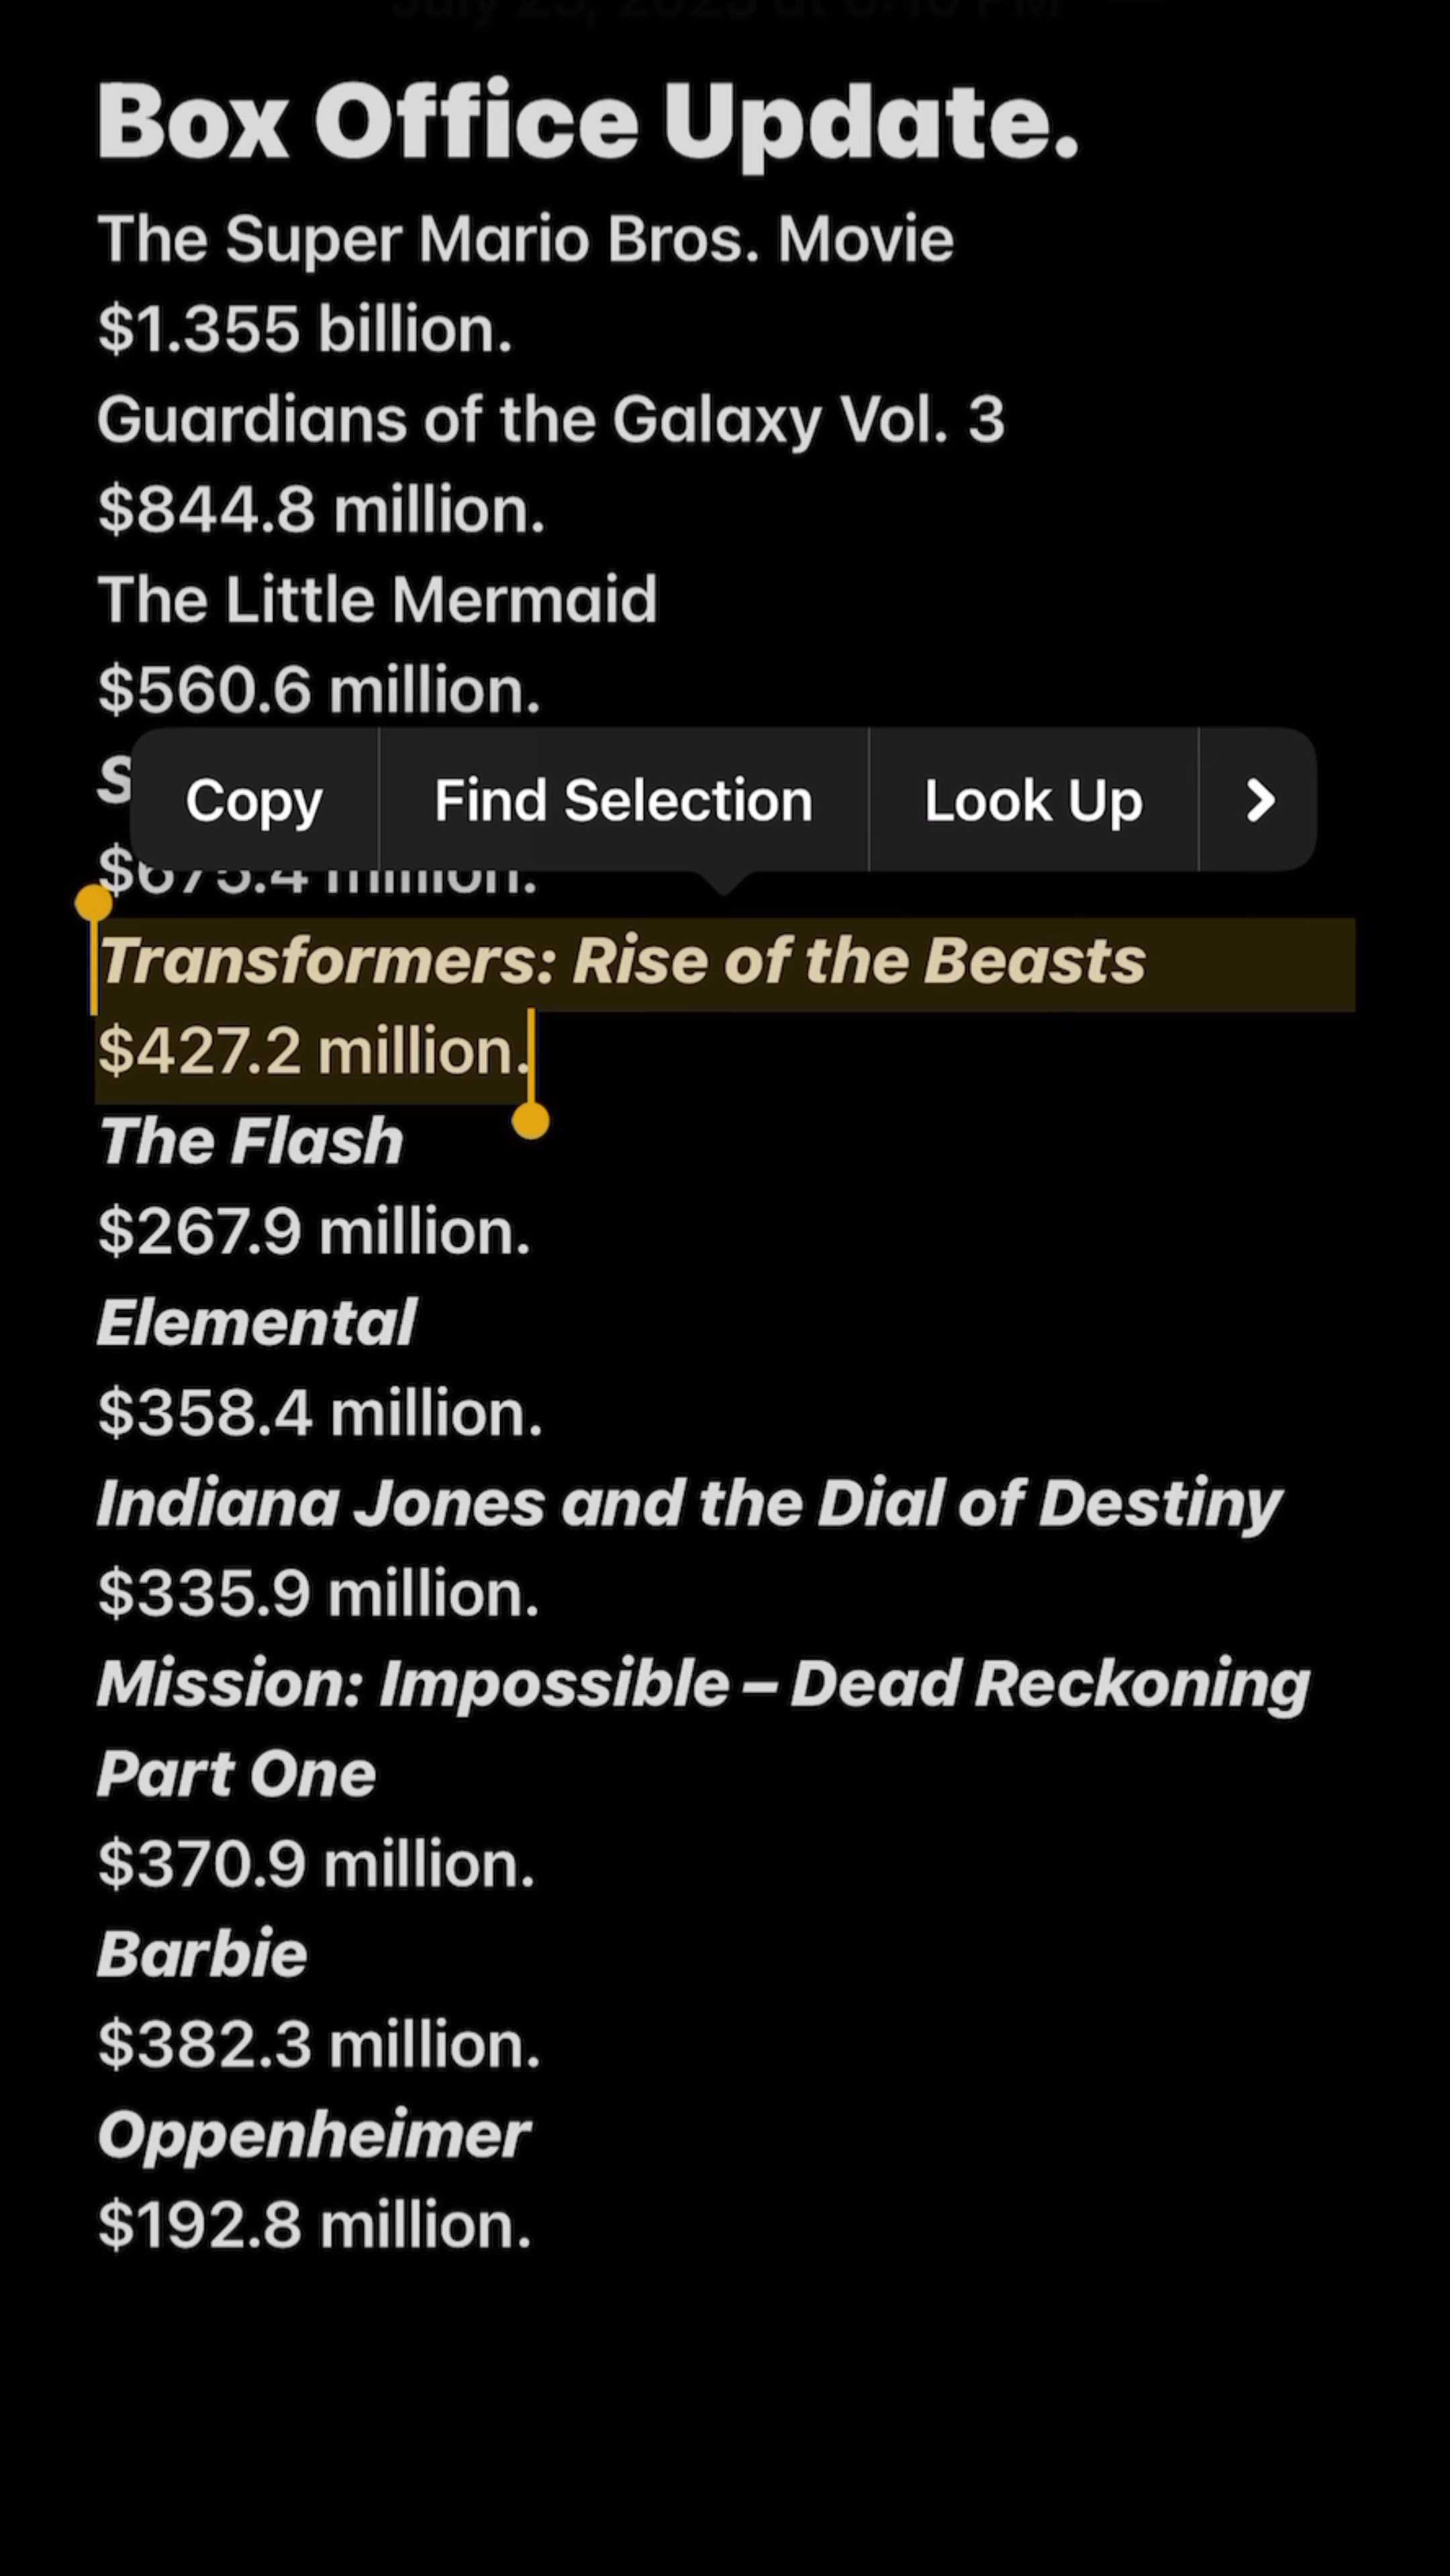 Box Office Update.
The Super Mario Bros. Movie
$1.355 billion.
Guardians of the Galaxy Vol. 3
$844.8 million.
The Little Mermaid
$560.6 million.
S
Copy Find Selection Look Up
$675.4 million.
Transformers: Rise of the Beasts
$427.2 million.
The Flash
$267.9 million.
Elemental
$358.4 million.
Indiana Jones and the Dial of Destiny
$335.9 million.
Mission: Impossible – Dead Reckoning
Part One
$370.9 million.
Barbie
$382.3 million.
Oppenheimer
$192.8 million.